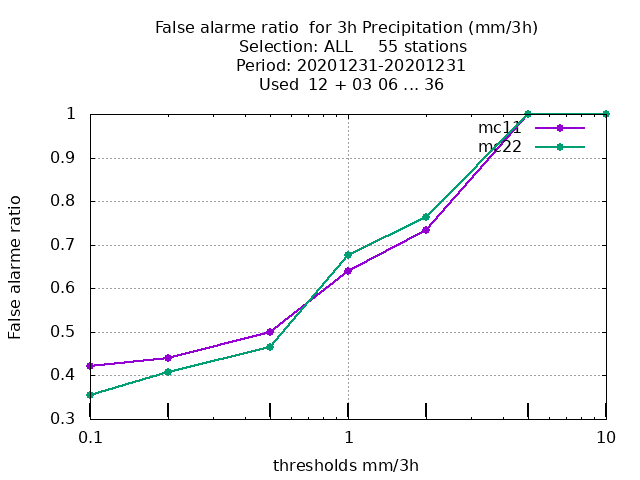 False alarme ratio  for 3h Precipitation (mm/3h)
Selection: ALL     55 stations
Period: 20201231-20201231
Used  12 + 03 06 ... 36
mc11
mc22
1
0.9
0.8
0.7
0.6
0.5
0.4
0.3
False alarme ratio
0.1
1
10
thresholds mm/3h